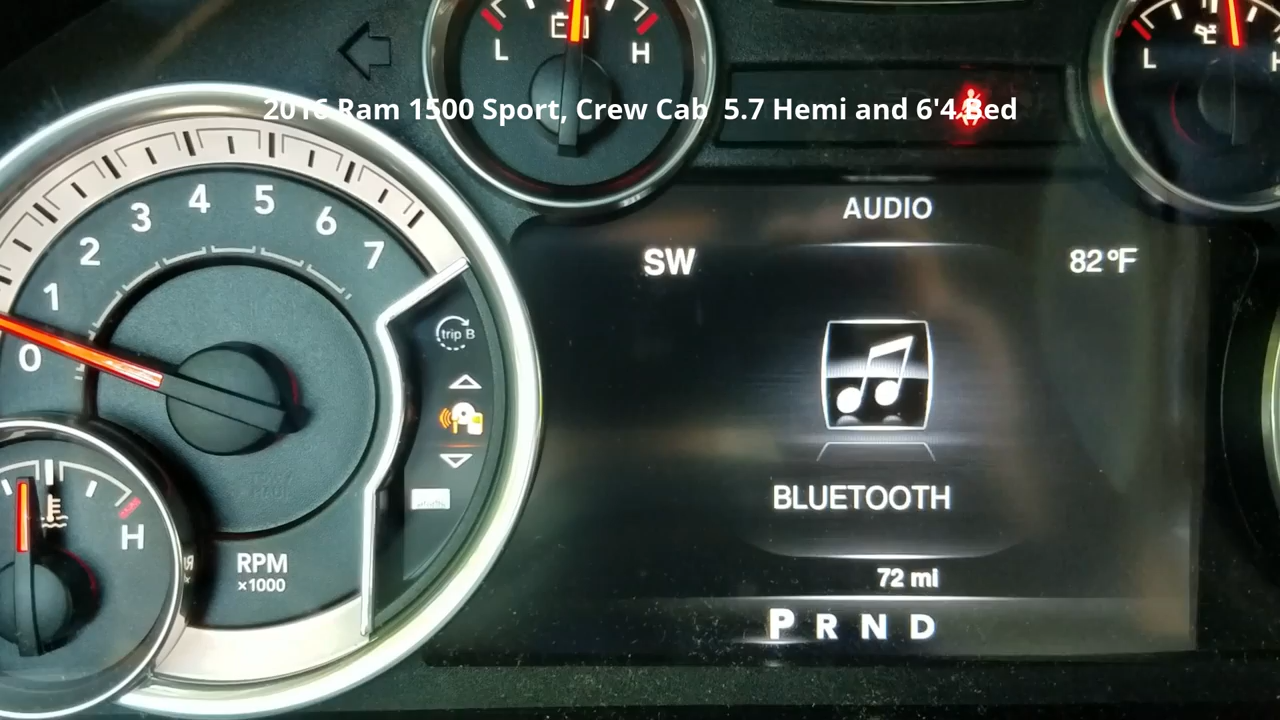 L H
L H
2016 Ram 1500 Sport, Crew Cab 5.7 Hemi and 6'4 Bed
AUDIO
SW 82°F
0 1 2 3 4 5 6 7
trip B
BLUETOOTH
H
RPM
x1000
72 mi
P R N D